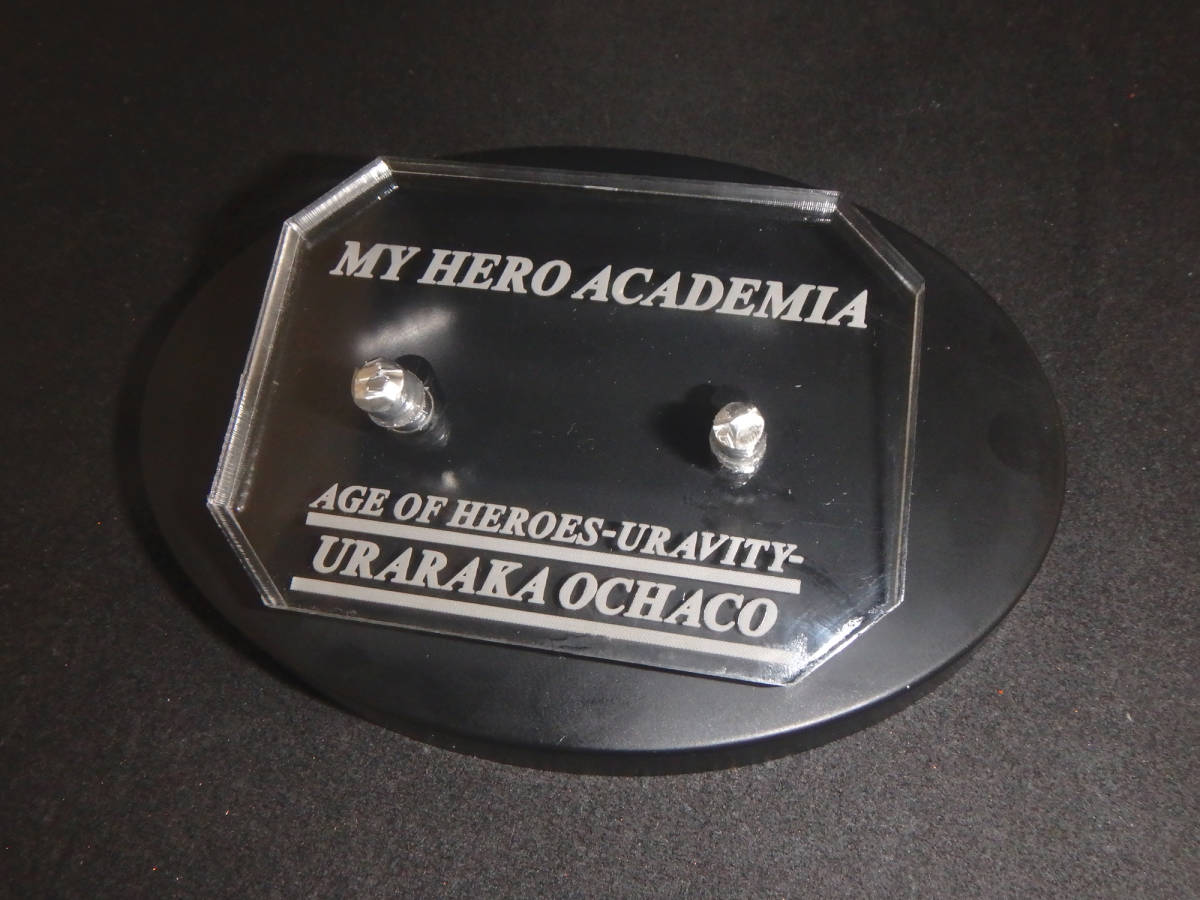 MY HERO ACADEMIA
AGE OF HEROES-URAVITY-
URARAKA OCHACO